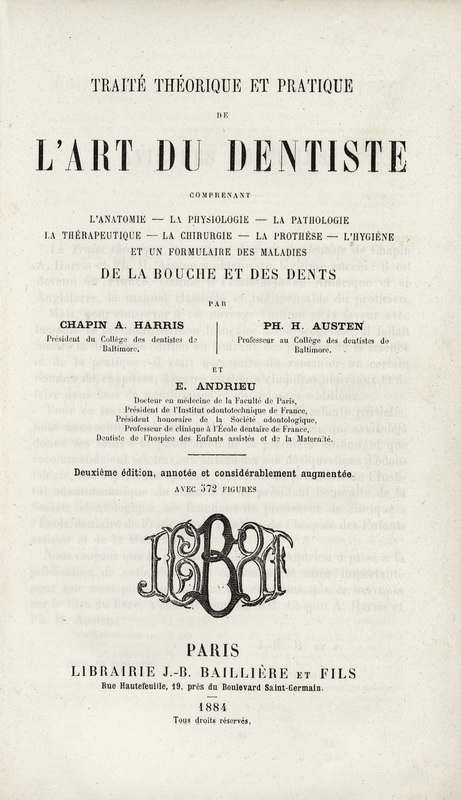 TRAITÉ THÉORIQUE ET PRATIQUE
DE
L'ART DU DENTISTE
COMPRENANT
L'ANATOMIE — LA PHYSIOLOGIE — LA PATHOLOGIE
LA THÉRAPEUTIQUE — LA CHIRURGIE — LA PROTHÈSE — L'HYGIÈNE
ET UN FORMULAIRE DES MALADIES
DE LA BOUCHE ET DES DENTS
PAR
CHAPIN A. HARRIS
Président du Collège des dentistes de
Baltimore.
PH. H. AUSTEN
Professeur au Collège des dentistes de
Baltimore.
ET
E. ANDRIEU
Docteur en médecine de la Faculté de Paris,
Président de l'Institut odontotechnique de France,
Président honoraire de la Société odontologique,
Professeur de clinique à l'École dentaire de France,
Dentiste de l'hospice des Enfants assistés et de la Maternité.
Deuxième édition, annotée et considérablement augmentée
AVEC 572 FIGURES
PARIS
LIBRAIRIE J.-B. BAILLIÈRE ET FILS
Rue Hautefeuille, 19, près du Boulevard Saint-Germain.
1884
Tous droits réservés.